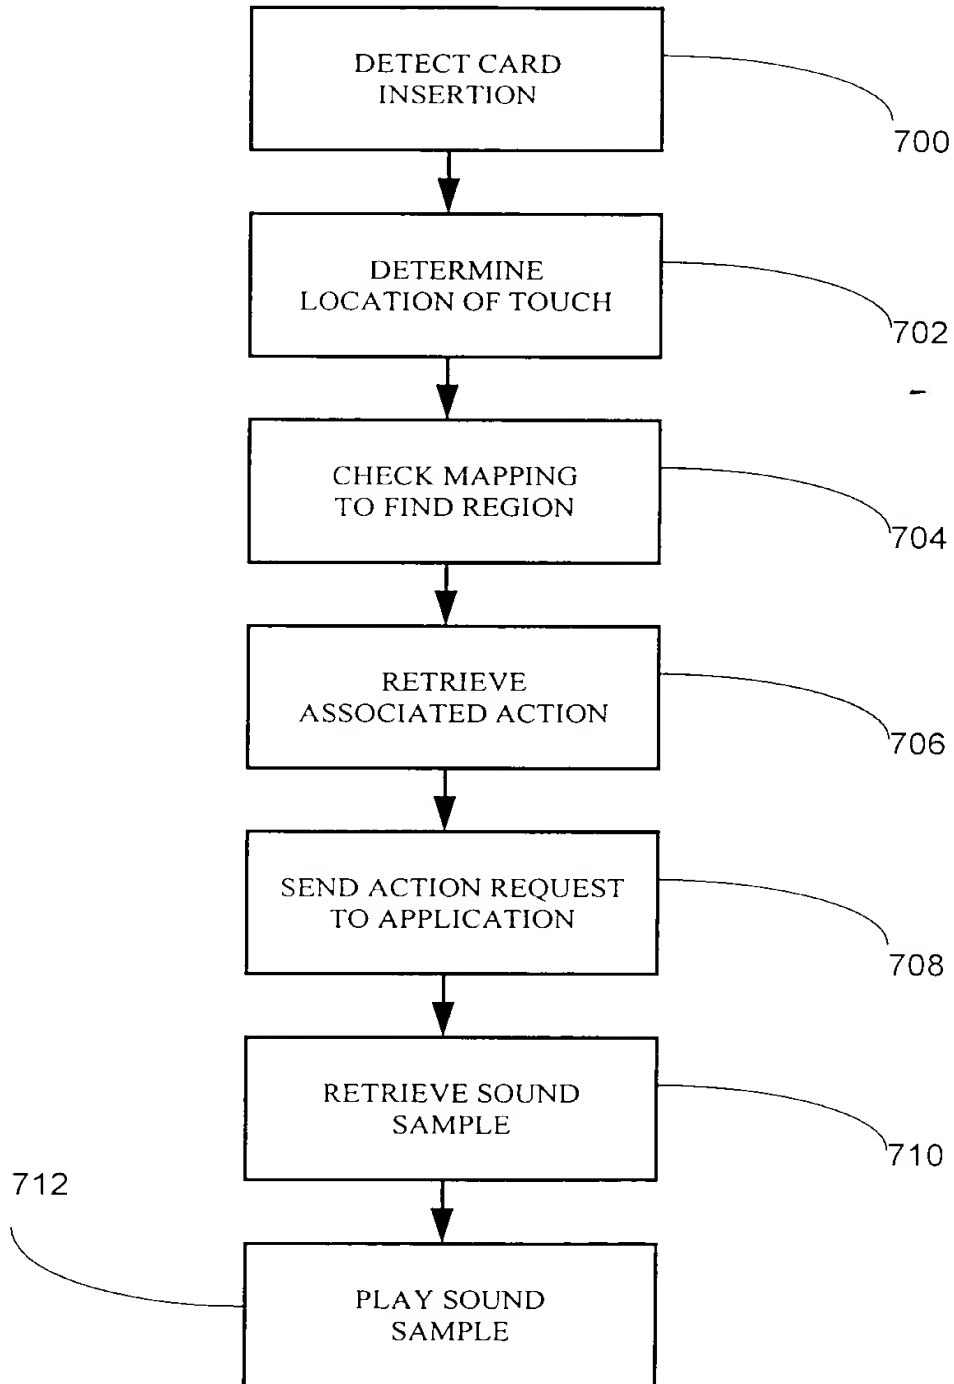 DETECT CARD
INSERTION
700
DETERMINE
LOCATION OF TOUCH
702
CHECK MAPPING
TO FIND REGION
704
RETRIEVE
ASSOCIATED ACTION
706
SEND ACTION REQUEST
TO APPLICATION
708
RETRIEVE SOUND
SAMPLE
710
712
PLAY SOUND
SAMPLE